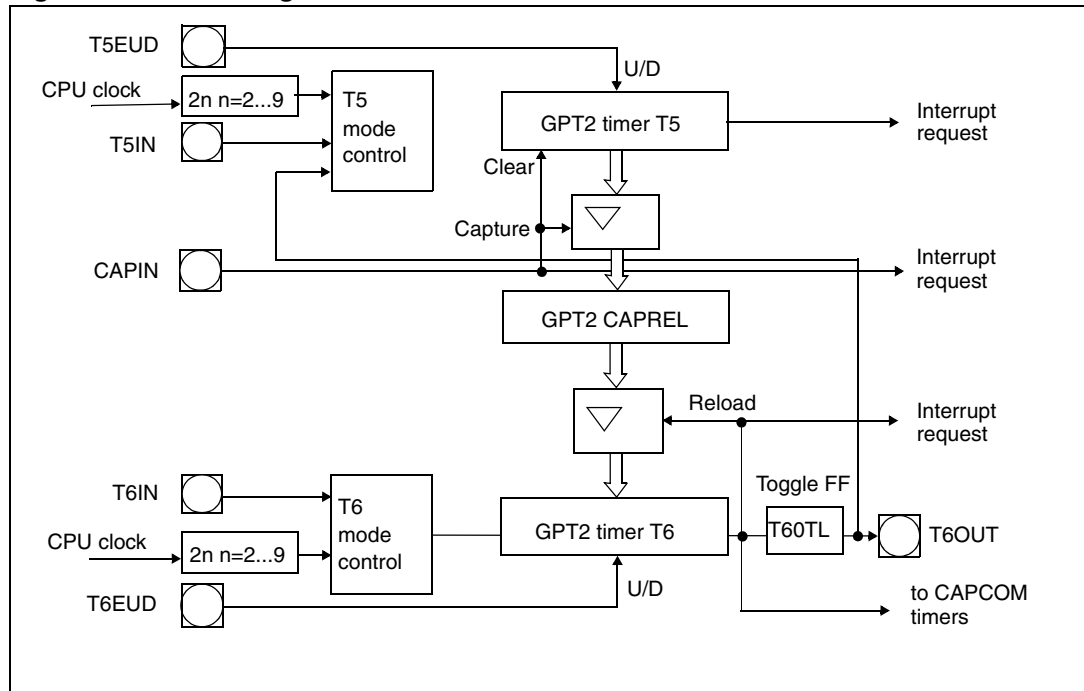 T5EUD
U/D
CPU clock
2n n=2...9
T5
mode
control
T5IN
GPT2 timer T5
Interrupt
request
Clear
Capture
CAPIN
Interrupt
request
GPT2 CAPREL
Reload
Interrupt
request
T6IN
T6
mode
control
CPU clock
2n n=2...9
GPT2 timer T6
Toggle FF
T60TL
T6OUT
T6EUD
U/D
to CAPCOM
timers